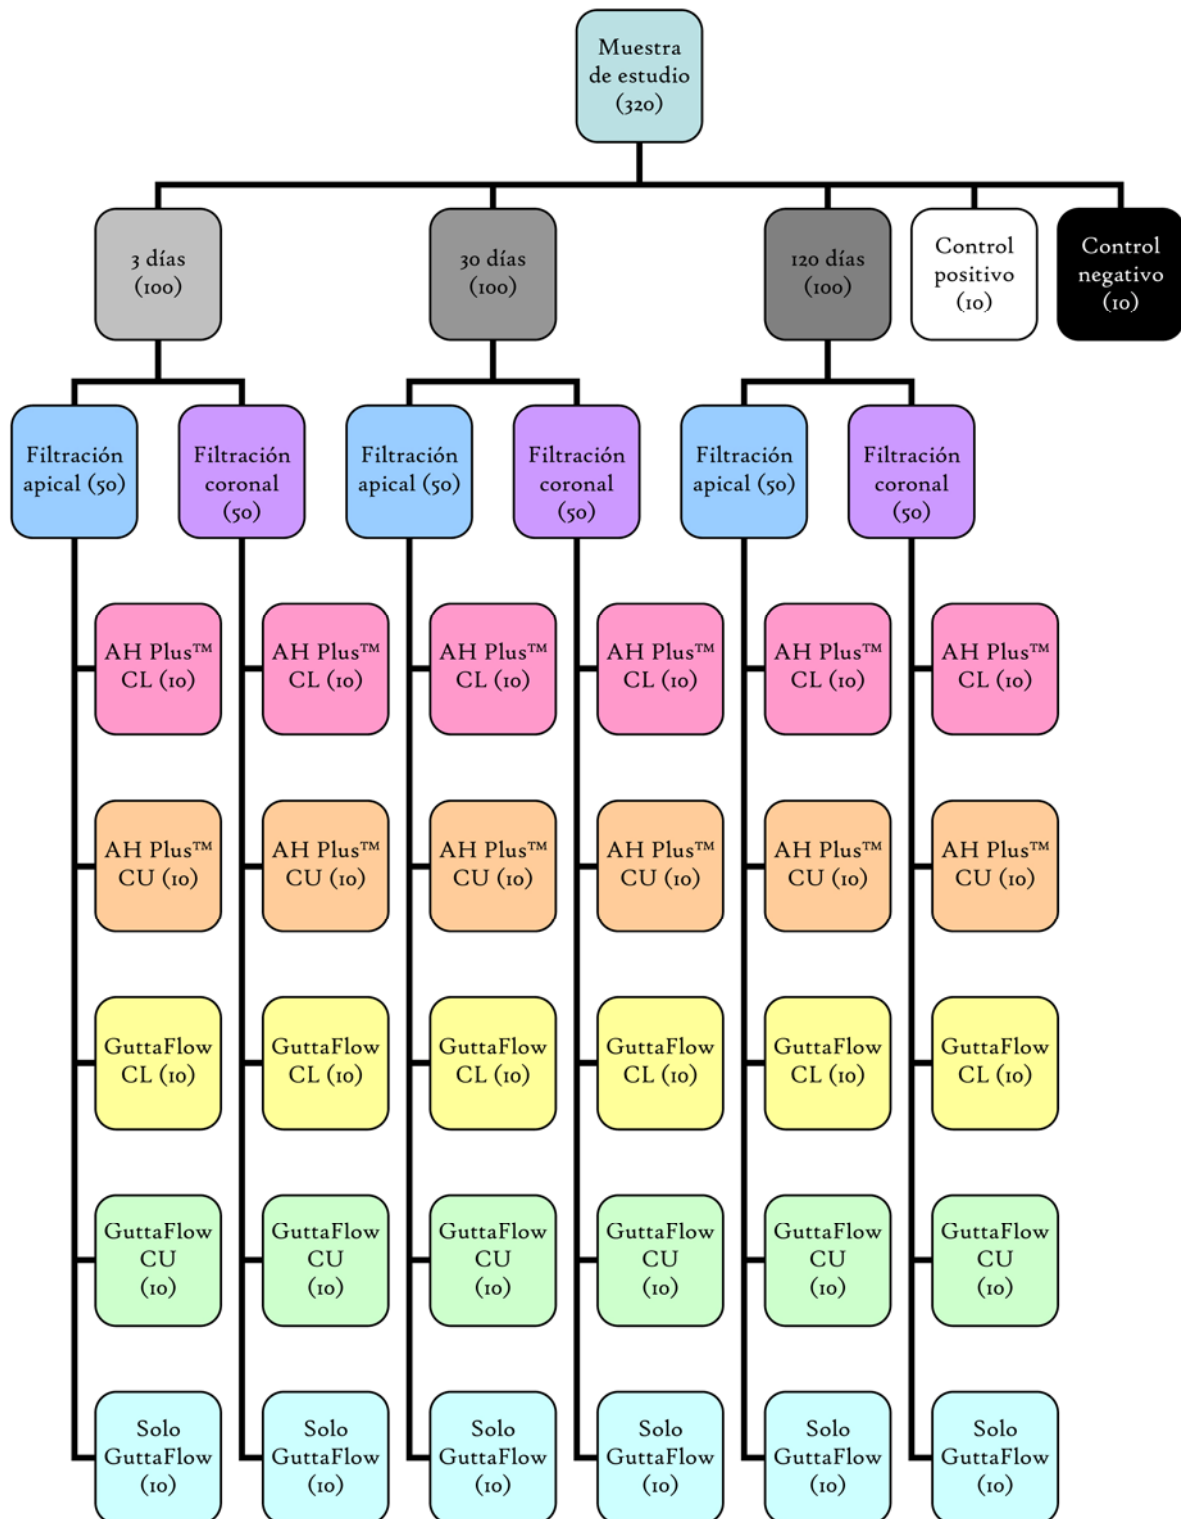 Muestra
de estudio
(320)
3 días
(100)
30 días
(100)
120 días
(100)
Control
positivo
(10)
Control
negativo
(10)
Filtración
apical (50)
Filtración
coronal
(50)
Filtración
apical (50)
Filtración
coronal
(50)
Filtración
apical (50)
Filtración
coronal
(50)
AH Plus™
CL (10)
AH Plus™
CL (10)
AH Plus™
CL (10)
AH Plus™
CL (10)
AH Plus™
CL (10)
AH Plus™
CL (10)
AH Plus™
CU (10)
AH Plus™
CU (10)
AH Plus™
CU (10)
AH Plus™
CU (10)
AH Plus™
CU (10)
AH Plus™
CU (10)
GuttaFlow
CL (10)
GuttaFlow
CL (10)
GuttaFlow
CL (10)
GuttaFlow
CL (10)
GuttaFlow
CL (10)
GuttaFlow
CL (10)
GuttaFlow
CU
(10)
GuttaFlow
CU
(10)
GuttaFlow
CU
(10)
GuttaFlow
CU
(10)
GuttaFlow
CU
(10)
GuttaFlow
CU
(10)
Solo
GuttaFlow
(10)
Solo
GuttaFlow
(10)
Solo
GuttaFlow
(10)
Solo
GuttaFlow
(10)
Solo
GuttaFlow
(10)
Solo
GuttaFlow
(10)